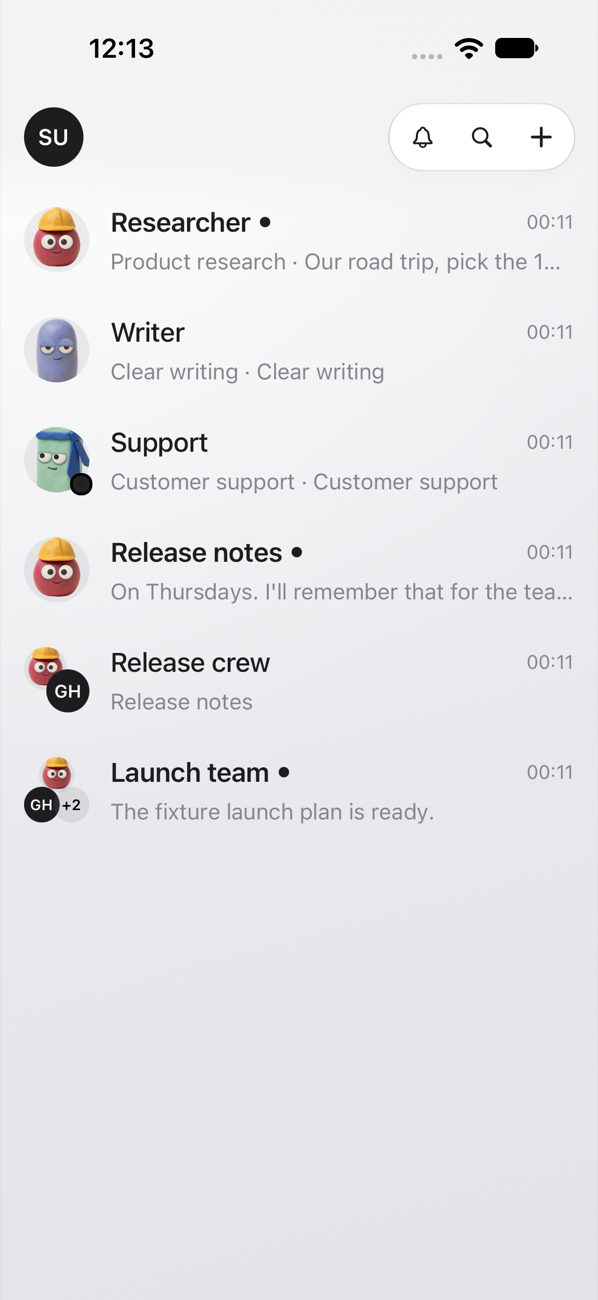 12:13
SU
Researcher
00:11
Product research · Our road trip, pick the 1...
Writer
00:11
Clear writing · Clear writing
Support
00:11
Customer support · Customer support
Release notes
00:11
On Thursdays. I'll remember that for the tea...
Release crew
00:11
GH
Release notes
Launch team
00:11
GH +2
The fixture launch plan is ready.